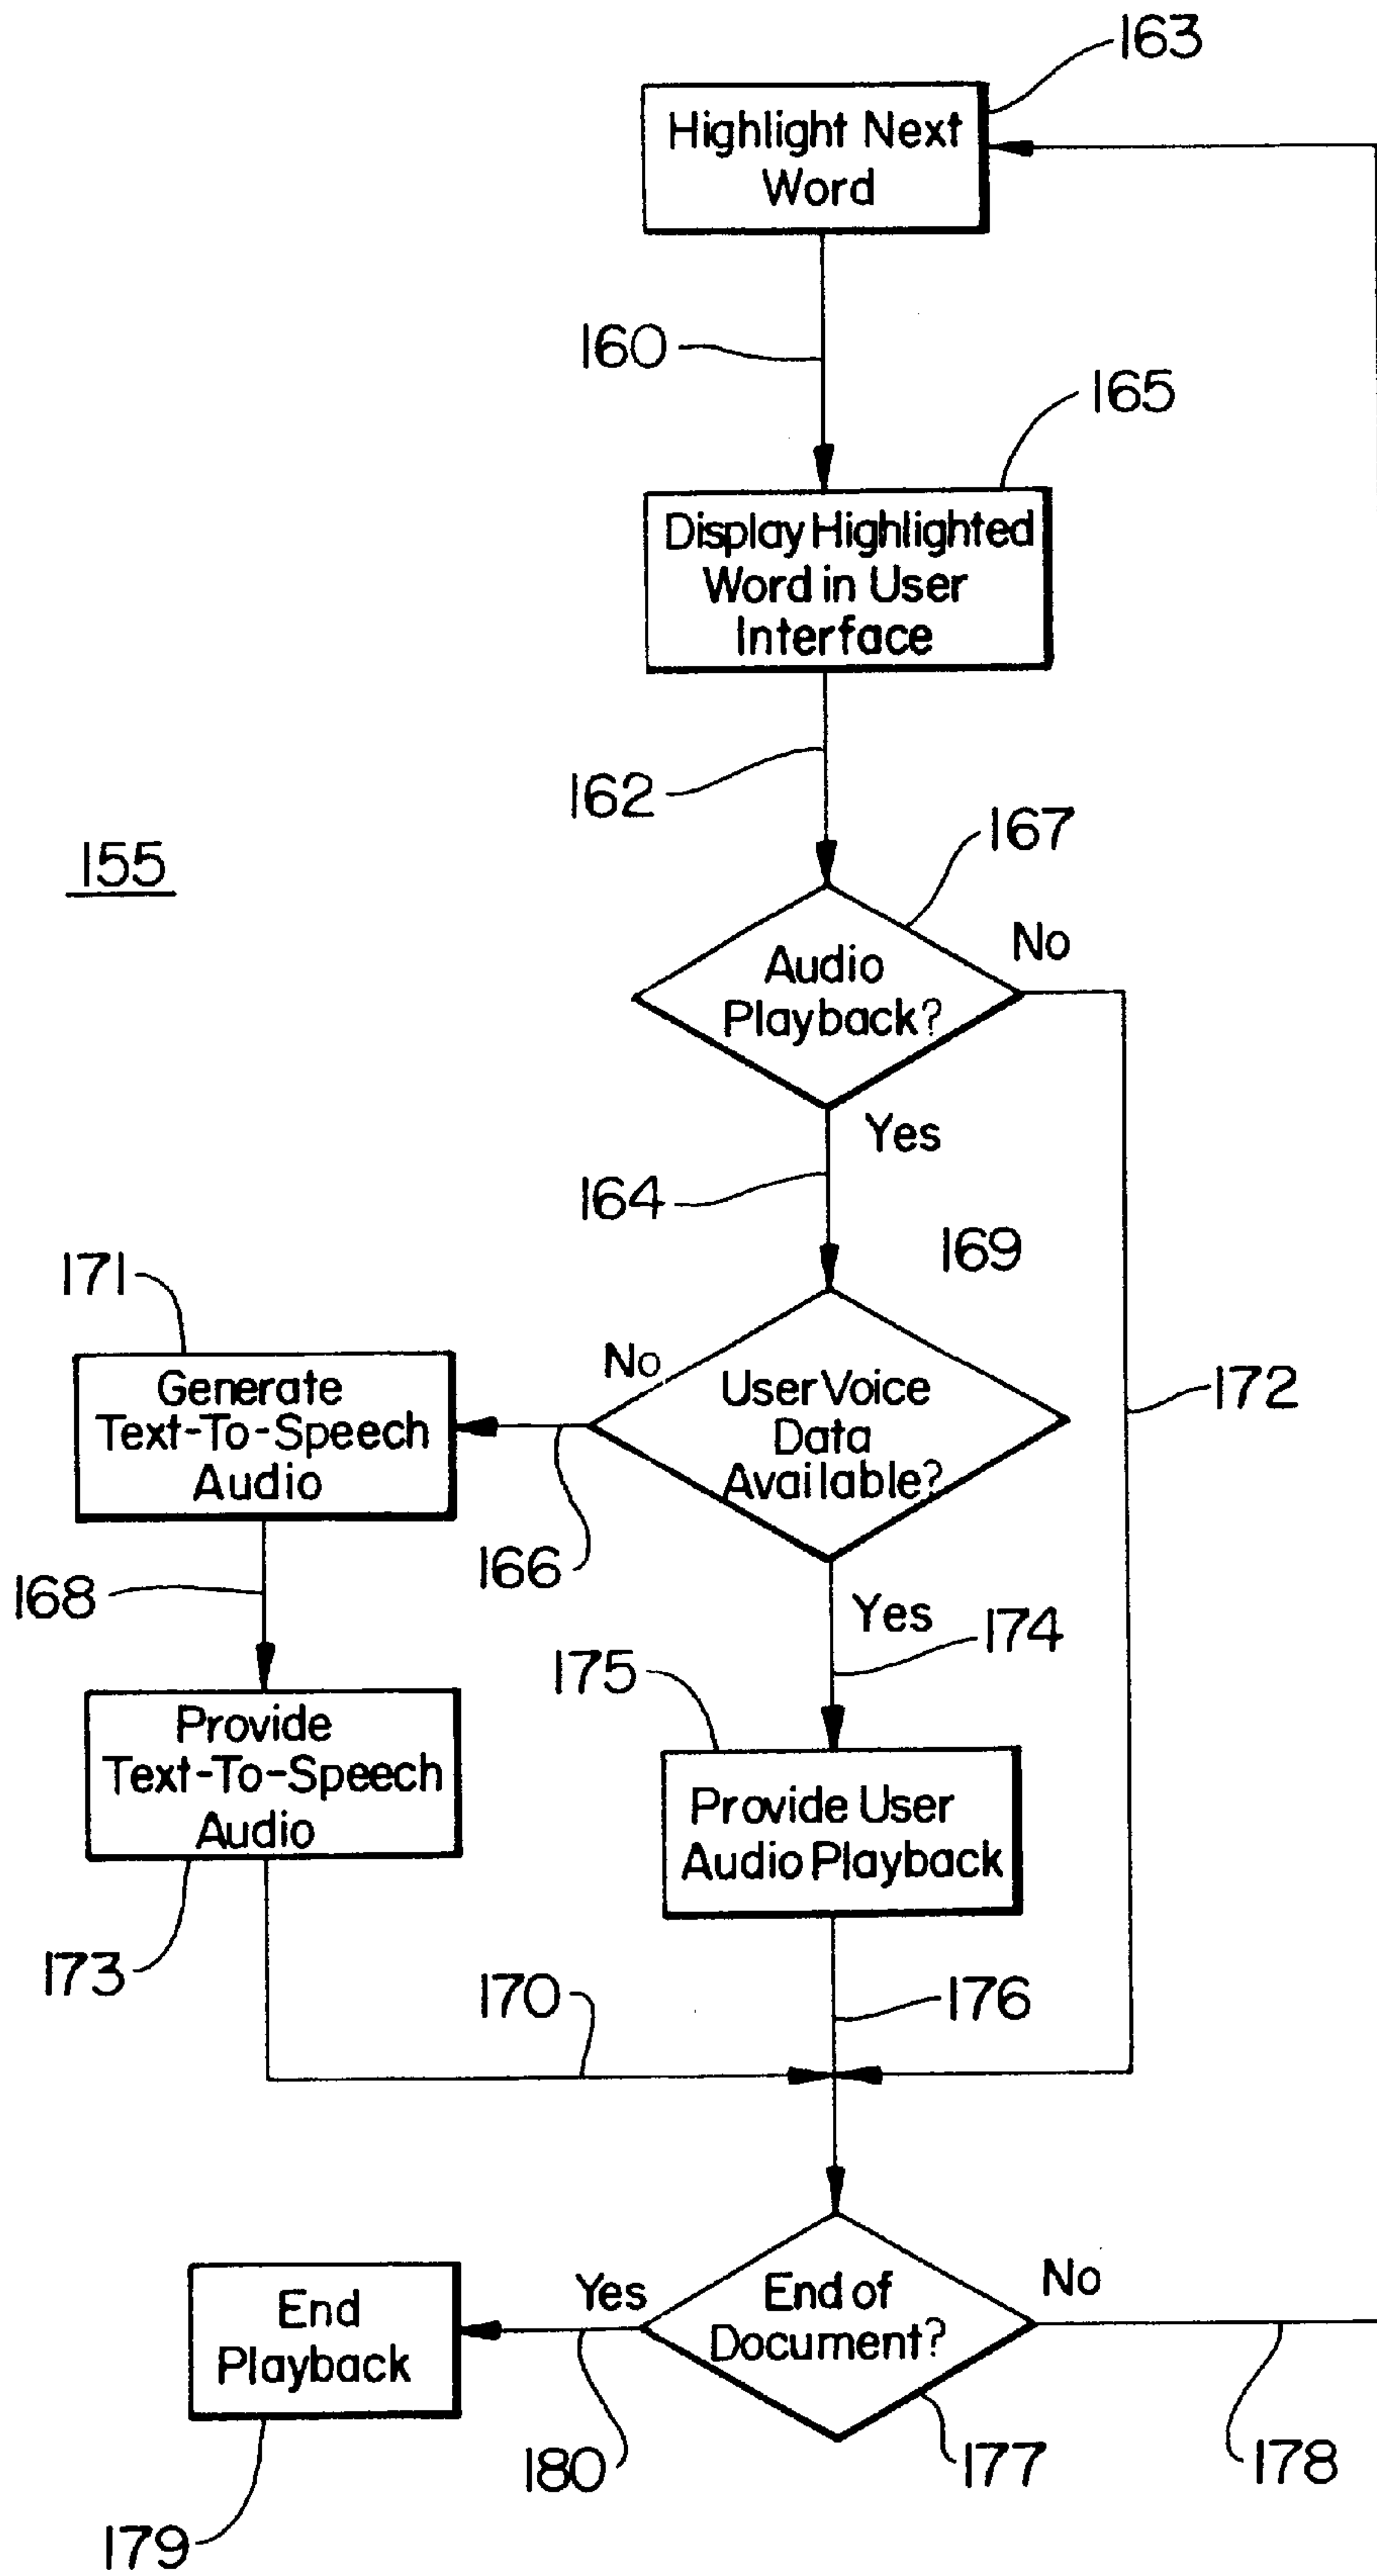 163
Highlight Next
Word
160
165
Display Highlighted
Word in User
Interface
162
155
167
Audio
Playback?
No
Yes
164
169
171
Generate
Text-To-Speech
Audio
No
User Voice
Data
Available?
172
166
168
Yes
174
175
Provide
Text-To-Speech
Audio
Provide User
Audio Playback
173
170
176
End
Playback
Yes
End of
Document?
No
180
177
178
179